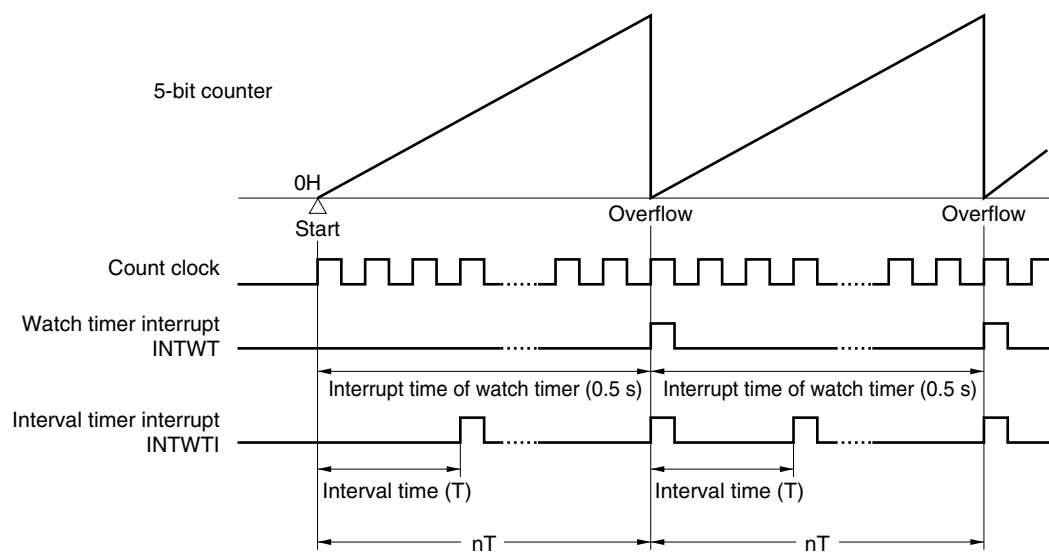 5-bit counter
0H
Start
Overflow
Overflow
Count clock
Watch timer interrupt
INTWT
Interrupt time of watch timer (0.5 s)
Interrupt time of watch timer (0.5 s)
Interval timer interrupt
INTWTI
Interval time (T)
Interval time (T)
nT
nT